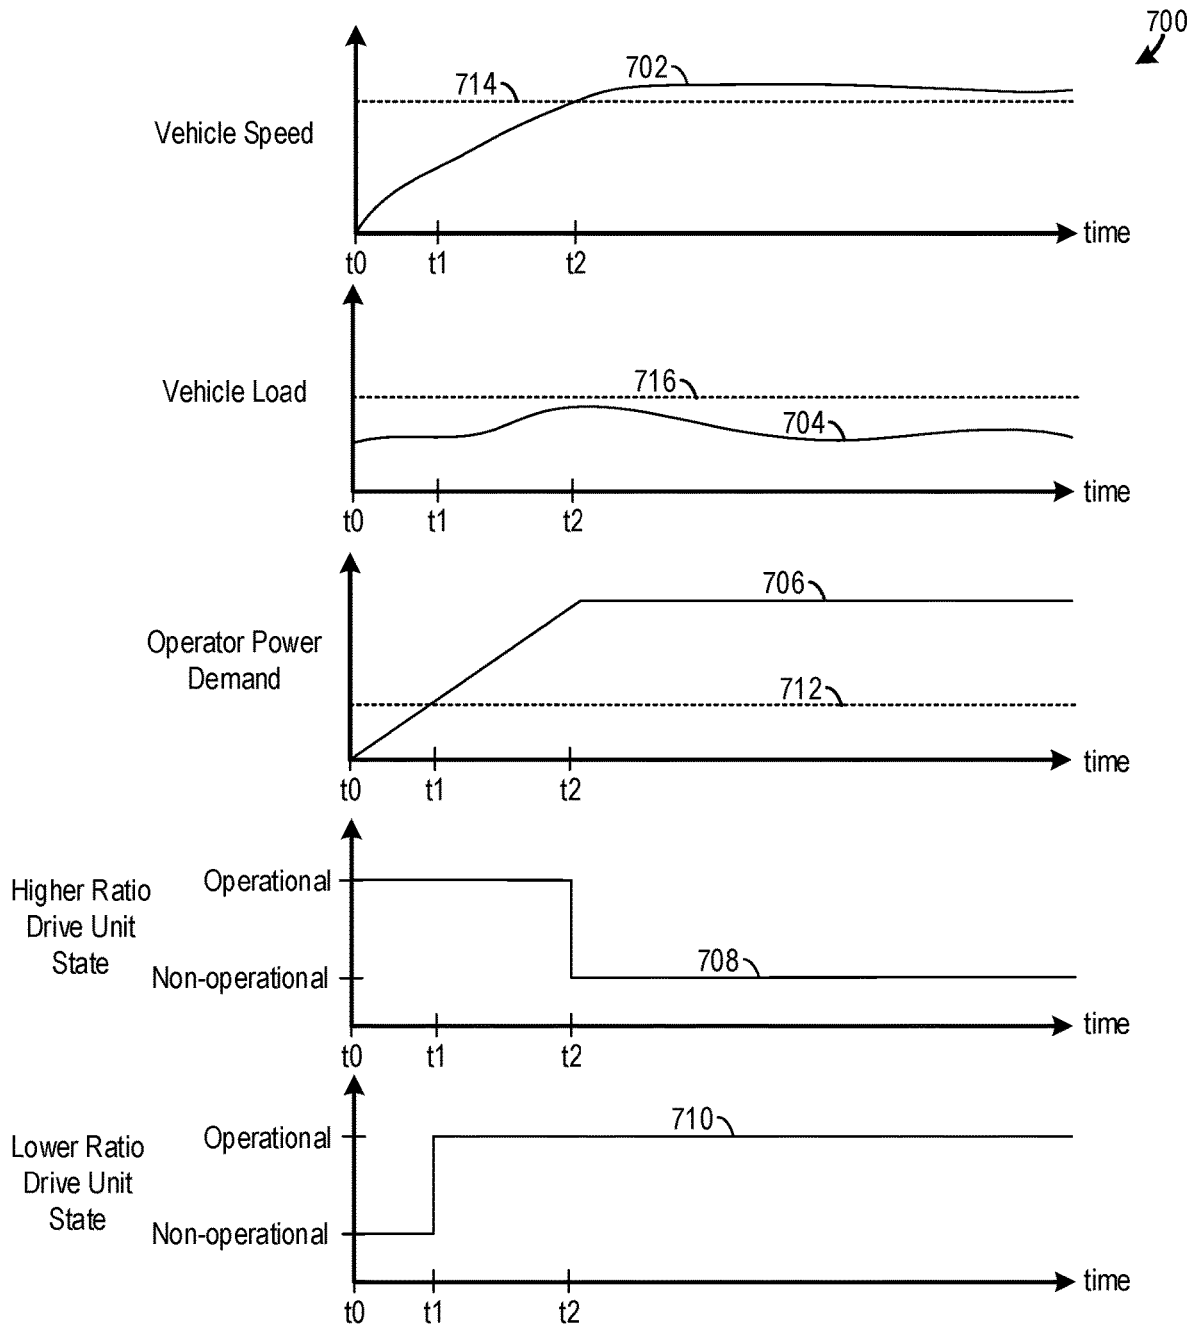 700
702
714
Vehicle Speed
time
t0
t1
t2
716
Vehicle Load
704
time
t0
t1
t2
706
Operator Power
Demand
712
time
t0
t1
t2
Operational
Higher Ratio
Drive Unit
State
708
Non-operational
time
t0
t1
t2
710
Operational
Lower Ratio
Drive Unit
State
Non-operational
time
t0
t1
t2